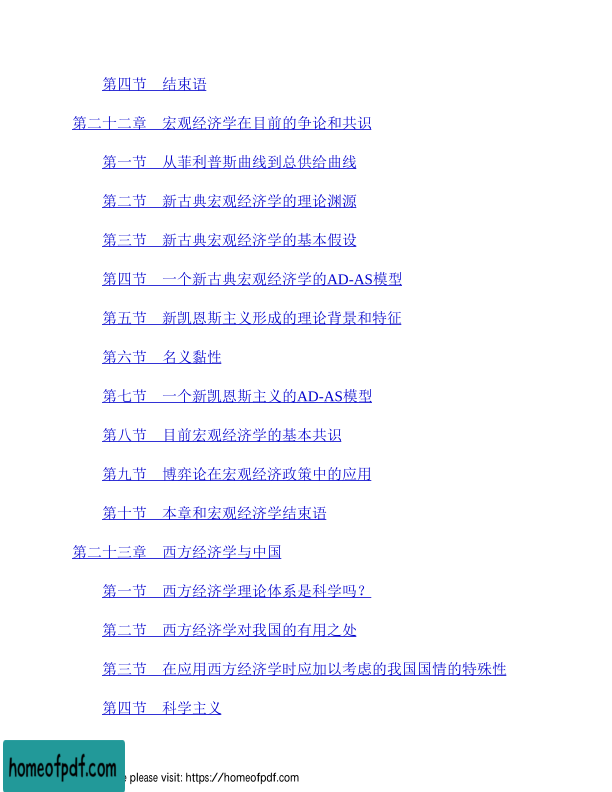 第四节　结束语
第二十二章　宏观经济学在目前的争论和共识
第一节　从菲利普斯曲线到总供给曲线
第二节　新古典宏观经济学的理论渊源
第三节　新古典宏观经济学的基本假设
第四节　一个新古典宏观经济学的AD-AS模型
第五节　新凯恩斯主义形成的理论背景和特征
第六节　名义黏性
第七节　一个新凯恩斯主义的AD-AS模型
第八节　目前宏观经济学的基本共识
第九节　博弈论在宏观经济政策中的应用
第十节　本章和宏观经济学结束语
第二十三章　西方经济学与中国
第一节　西方经济学理论体系是科学吗？
第二节　西方经济学对我国的有用之处
第三节　在应用西方经济学时应加以考虑的我国国情的特殊性
第四节　科学主义
homeofpdf.com please visit: https://homeofpdf.com